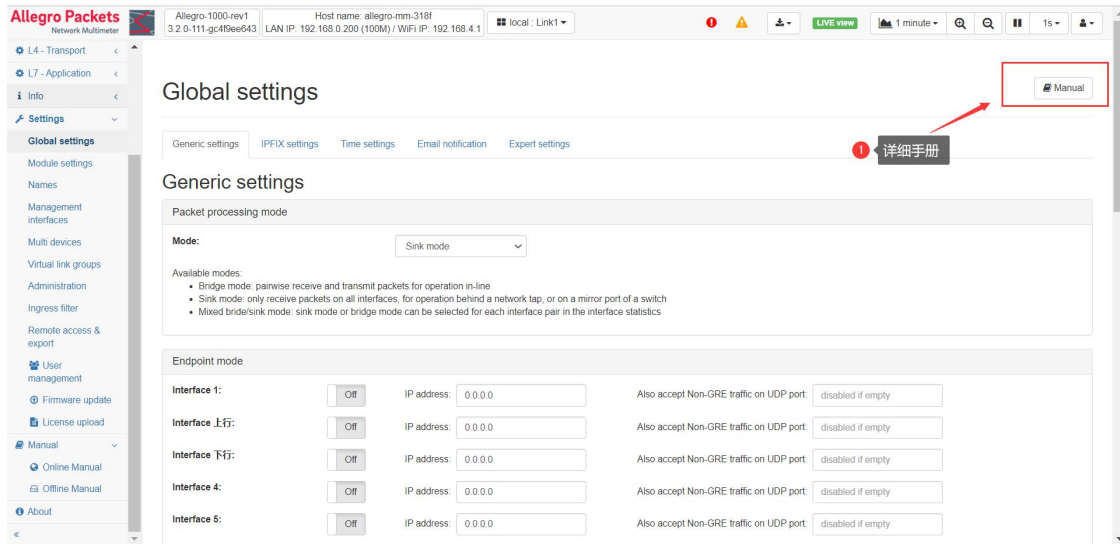 Allegro Packets
Network Multimeter
Allegro-1000-rev1
3.2.0-111-gc4f9ee643
Host name: allegro-mm-318f
LAN IP: 192.168.0.200 (100M) / WiFi IP: 192.168.4.1
local : Link1
LIVE view
1 minute
1s
L4 - Transport
L7 - Application
Info
Settings
Global settings
Module settings
Names
Management
interfaces
Multi devices
Virtual link groups
Administration
Ingress filter
Remote access &
export
User
management
Firmware update
License upload
Manual
Online Manual
Offline Manual
About
«
Global settings
Manual
1 详细手册
Generic settings IPFIX settings Time settings Email notification Expert settings
Generic settings
Packet processing mode
Mode: Sink mode
Available modes:
• Bridge mode: pairwise receive and transmit packets for operation in-line
• Sink mode: only receive packets on all interfaces, for operation behind a network tap, or on a mirror port of a switch
• Mixed bride/sink mode: sink mode or bridge mode can be selected for each interface pair in the interface statistics
Endpoint mode
Interface 1: Off IP address: 0.0.0.0 Also accept Non-GRE traffic on UDP port: disabled if empty
Interface 上行: Off IP address: 0.0.0.0 Also accept Non-GRE traffic on UDP port: disabled if empty
Interface 下行: Off IP address: 0.0.0.0 Also accept Non-GRE traffic on UDP port: disabled if empty
Interface 4: Off IP address: 0.0.0.0 Also accept Non-GRE traffic on UDP port: disabled if empty
Interface 5: Off IP address: 0.0.0.0 Also accept Non-GRE traffic on UDP port: disabled if empty